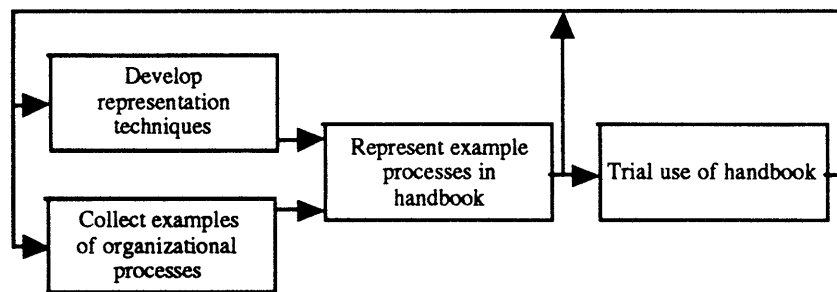 Develop
representation
techniques
Collect examples
of organizational
processes
Represent example
processes in
handbook
Trial use of handbook